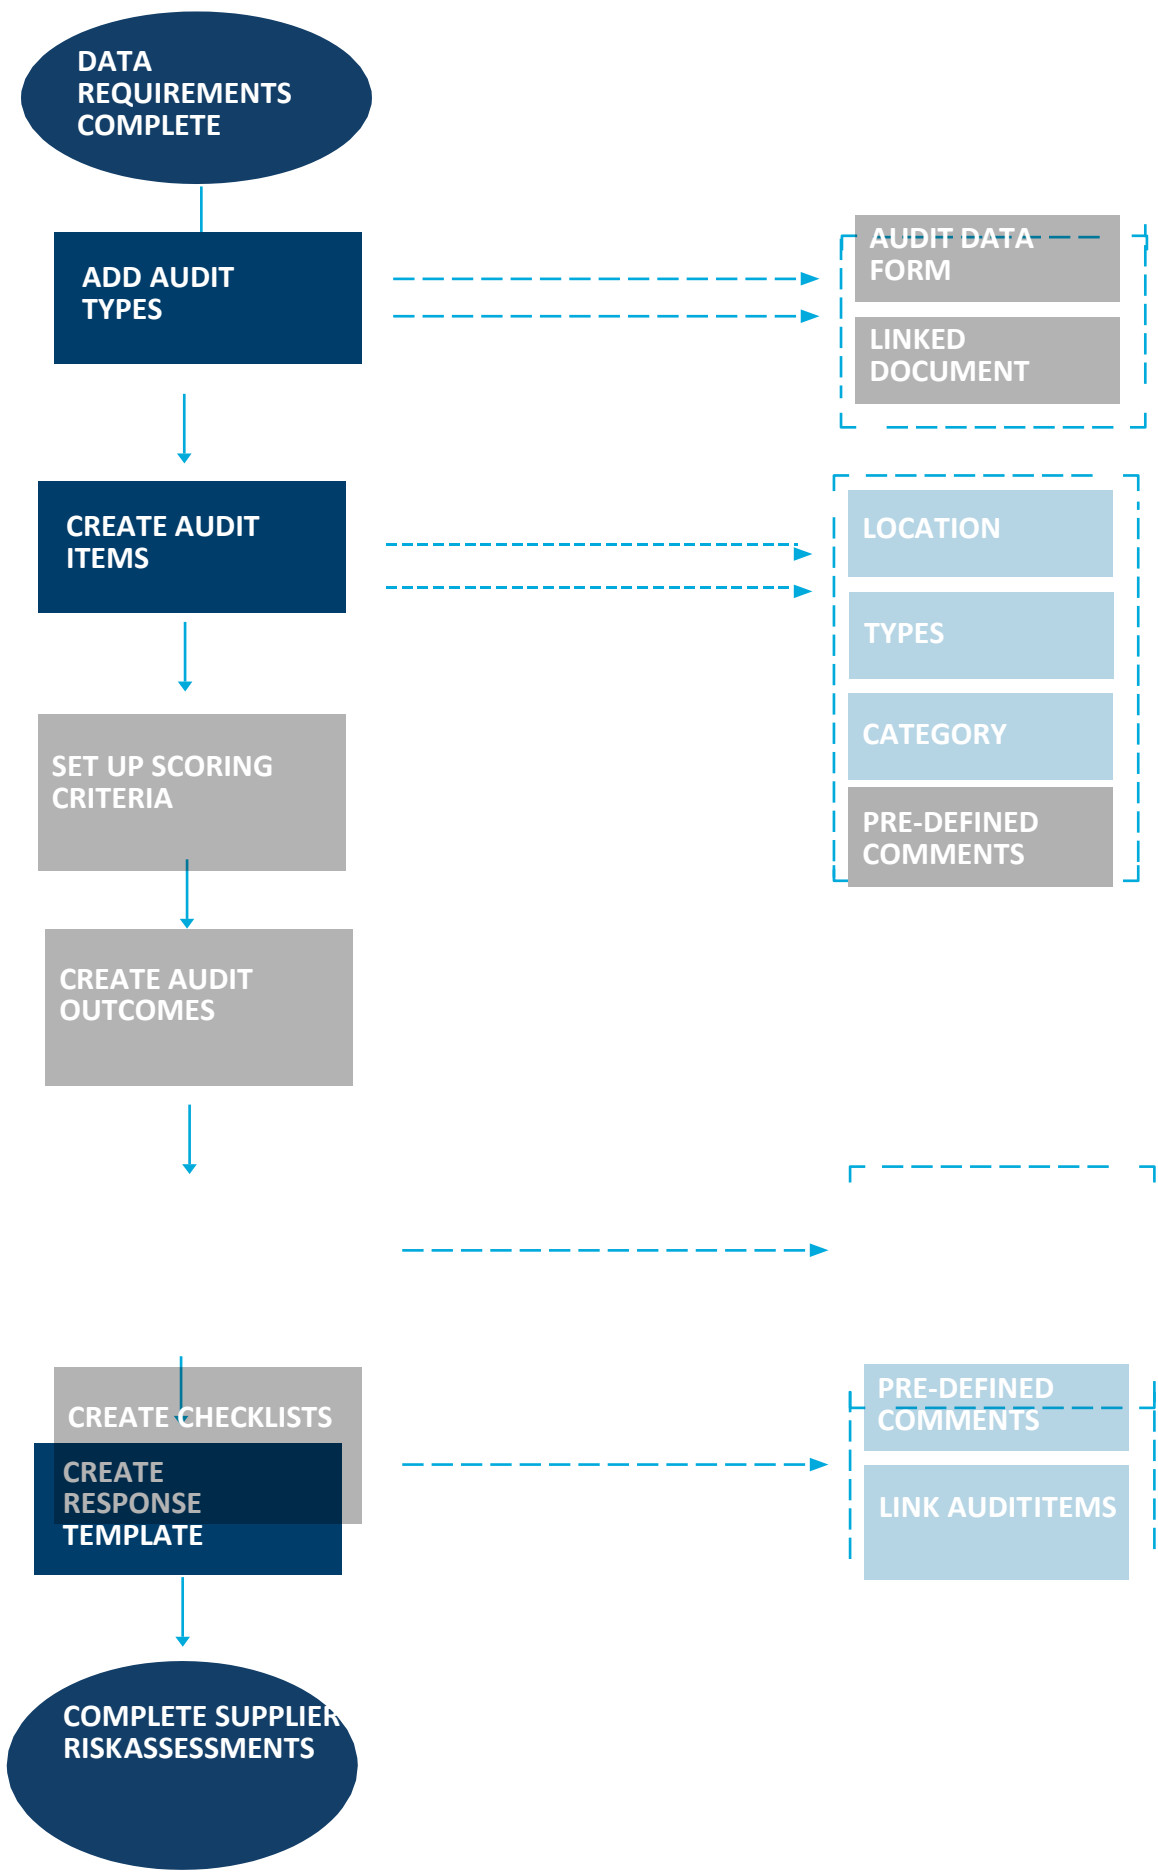 DATA
REQUIREMENTS
COMPLETE
ADD AUDIT
TYPES
AUDIT DATA
FORM
LINKED
DOCUMENT
CREATE AUDIT
ITEMS
LOCATION
TYPES
CATEGORY
PRE-DEFINED
COMMENTS
SET UP SCORING
CRITERIA
CREATE AUDIT
OUTCOMES
CREATE CHECKLISTS
PRE-DEFINED
COMMENTS
LINK AUDITITEMS
CREATE
RESPONSE
TEMPLATE
COMPLETE SUPPLIER
RISKASSESSMENTS